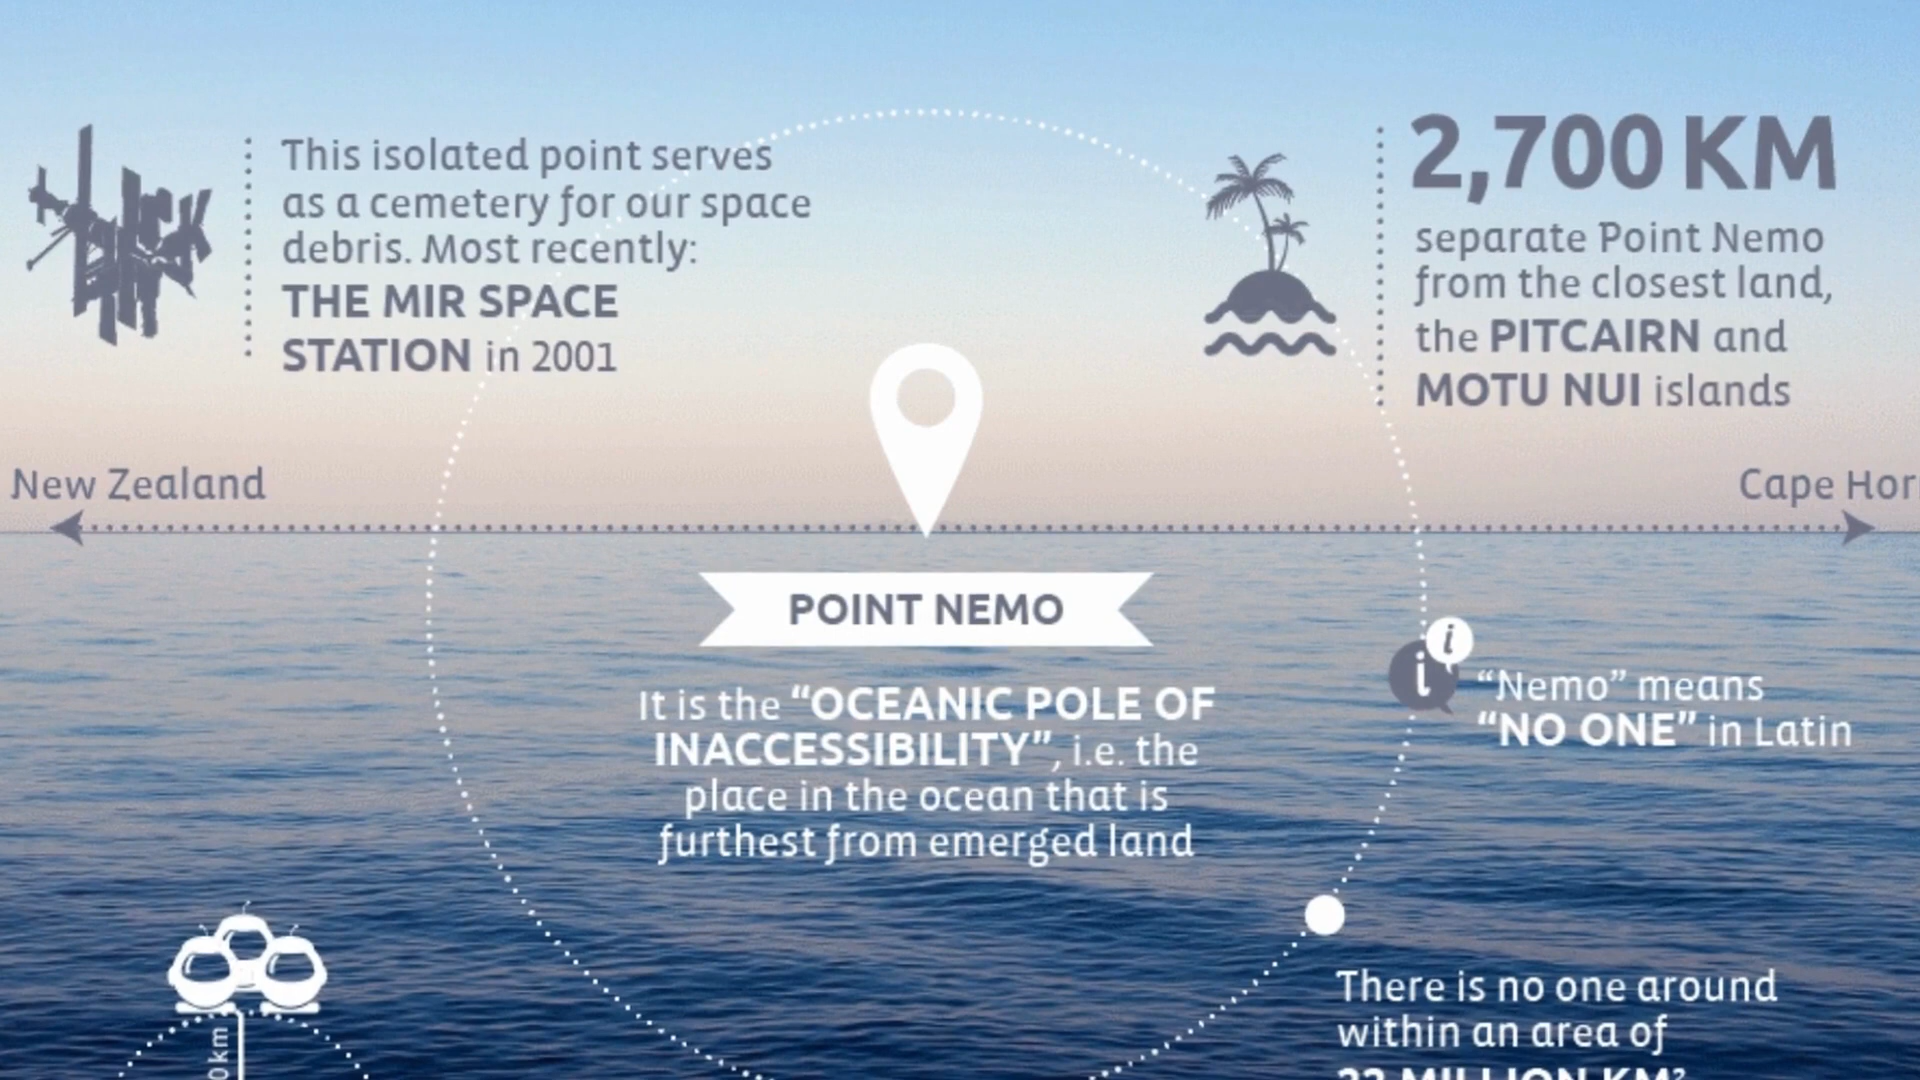 This isolated point serves
as a cemetery for our space
debris. Most recently:
THE MIR SPACE
STATION in 2001
2,700 KM
separate Point Nemo
from the closest land,
the PITCAIRN and
MOTU NUI islands
New Zealand
Cape
POINT NEMO
It is the “OCEANIC POLE OF
INACCESSIBILITY”, i.e. the
place in the ocean that is
furthest from emerged land
i
i
“Nemo” means
“NO ONE” in Latin
There is no one around
within an area of
MILLION KM²
km